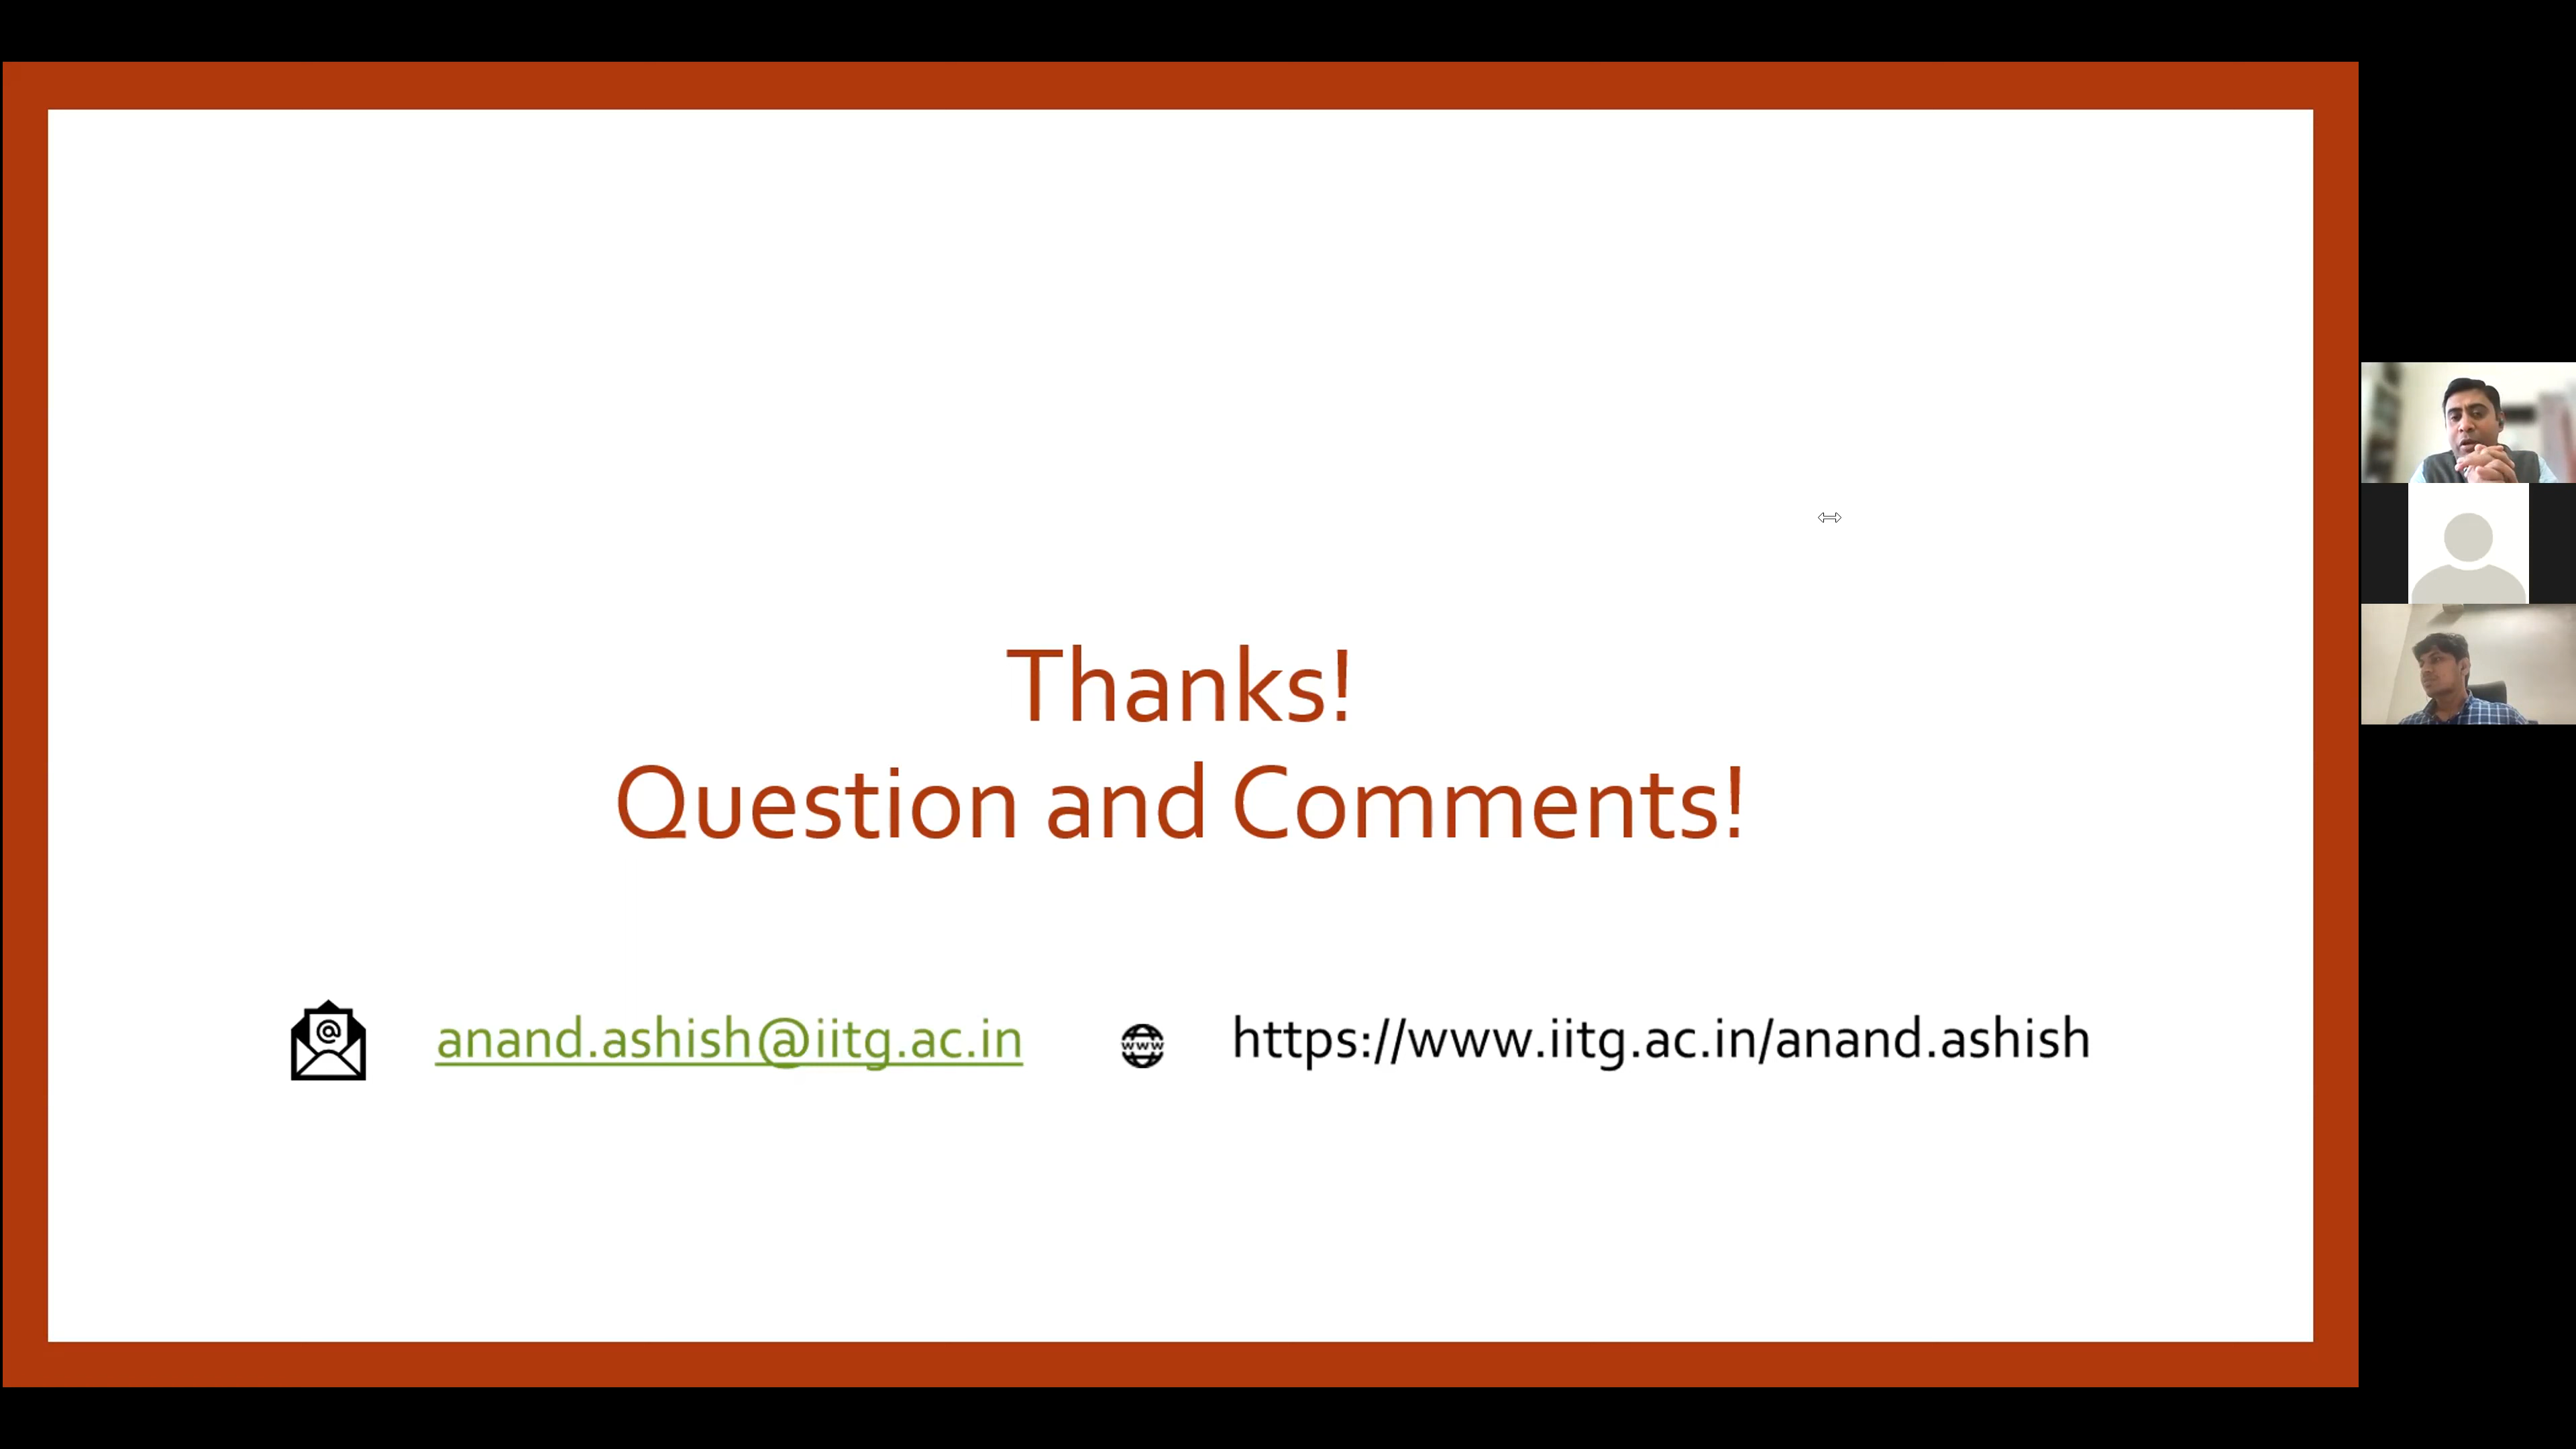 Thanks!
Question and Comments!
@
anand.ashish@iitg.ac.in
www
https://www.iitg.ac.in/anand.ashish